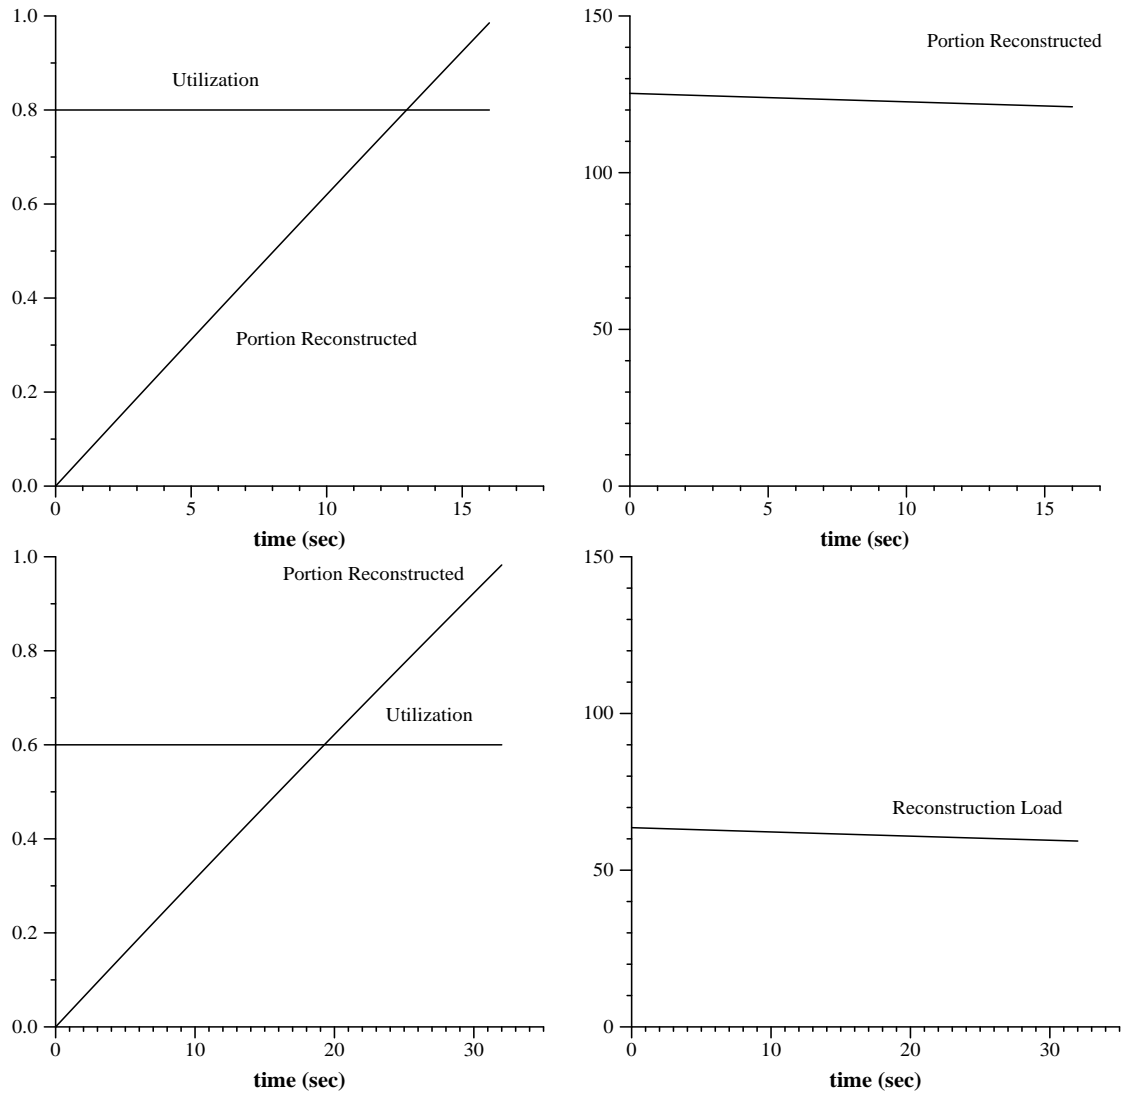 1.0
Utilization
0.8
0.6
0.4
Portion Reconstructed
0.2
0.0
0 5 10 15
time (sec)
150
Portion Reconstructed
100
50
0
0 5 10 15
time (sec)
1.0
Portion Reconstructed
0.8
Utilization
0.6
0.4
0.2
0.0
0 10 20 30
time (sec)
150
100
Reconstruction Load
50
0
0 10 20 30
time (sec)